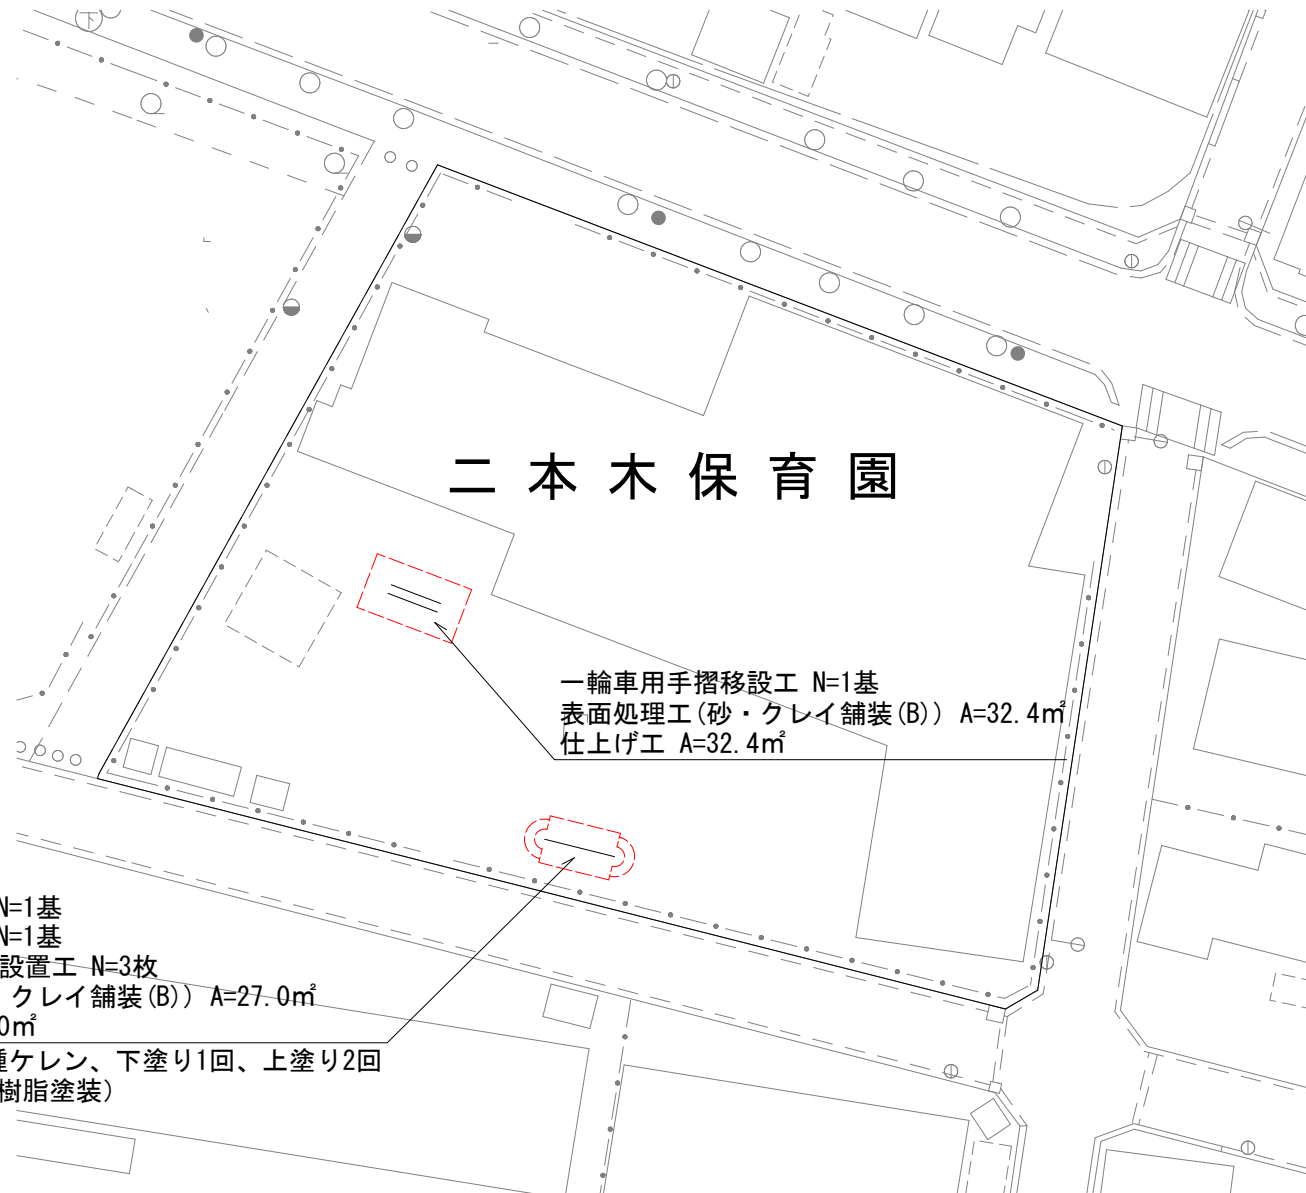 二本木保育園
一輪車用手摺移設工 N=1基
表面処理工(砂・クレイ舗装(B)) A=32.4㎡
仕上げ工 A=32.4㎡
N=1基
N=1基
設置工 N=3枚
クレイ舗装(B)) A=27.0㎡
0㎡
種ケレン、下塗り1回、上塗り2回
樹脂塗装)